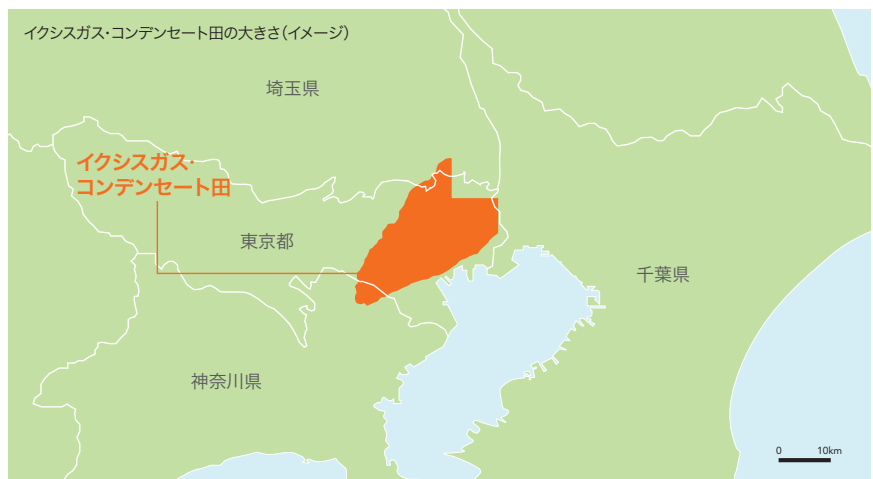 イクシスガス・コンデンセート田の大きさ（イメージ）
埼玉県
イクシスガス・
コンデンセート田
東京都
千葉県
神奈川県
0 10km